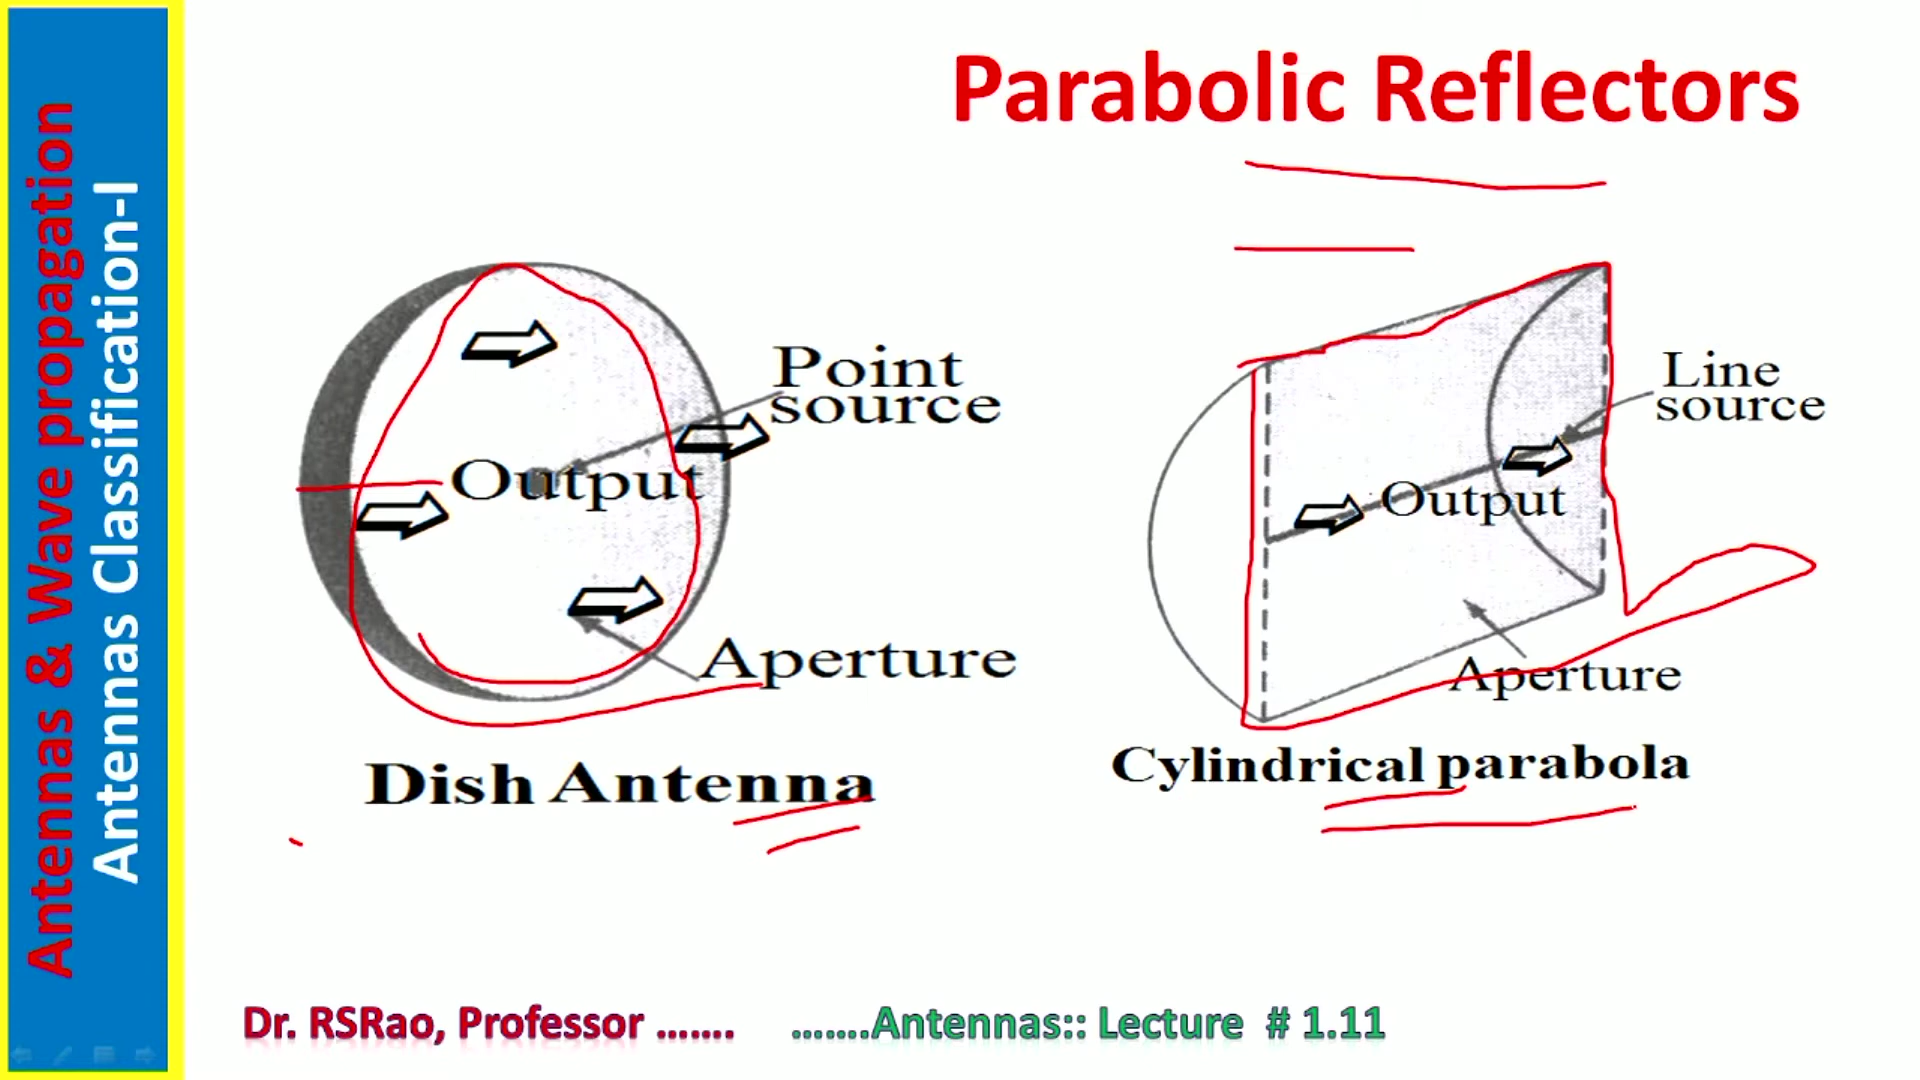 Antennas & Wave propagation
Antennas Classification-I
Parabolic Reflectors
Point
source
Output
Aperture
Dish Antenna
Line
source
Output
Aperture
Cylindrical parabola
Dr. RSRao, Professor ....... .......Antennas:: Lecture # 1.11